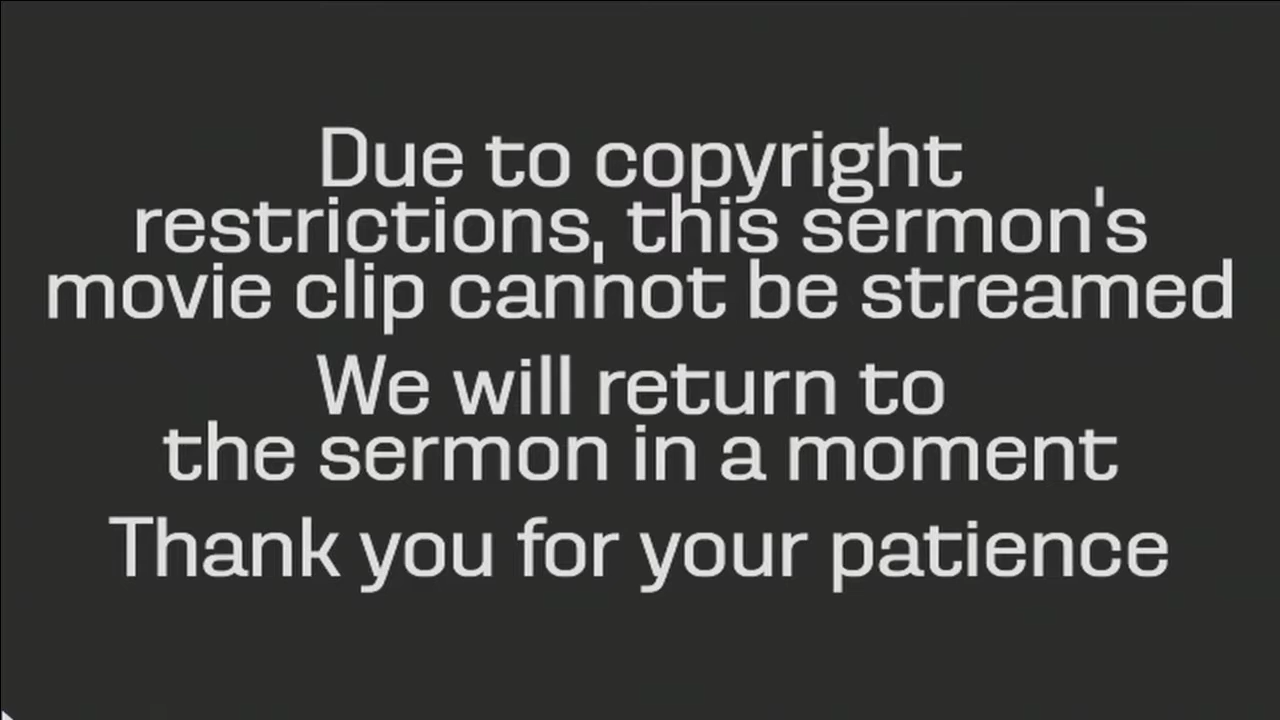 Due to copyright
restrictions, this sermon's
movie clip cannot be streamed
We will return to
the sermon in a moment
Thank you for your patience